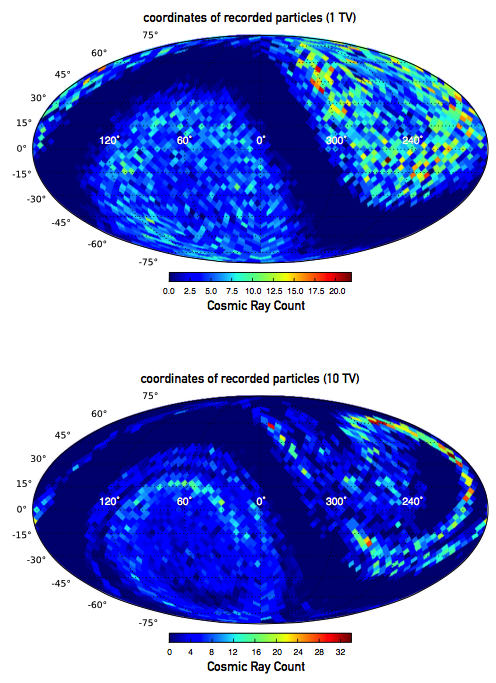 coordinates of recorded particles (1 TV)
75°
60°
45°
30°
15°
0°
-15°
-30°
-45°
-60°
-75°
120° 60° 0° 300° 240°
0.0 2.5 5.0 7.5 10.0 12.5 15.0 17.5 20.0
Cosmic Ray Count
coordinates of recorded particles (10 TV)
75°
60°
45°
30°
15°
0°
-15°
-30°
-45°
-60°
-75°
120° 60° 0° 300° 240°
0 4 8 12 16 20 24 28 32
Cosmic Ray Count